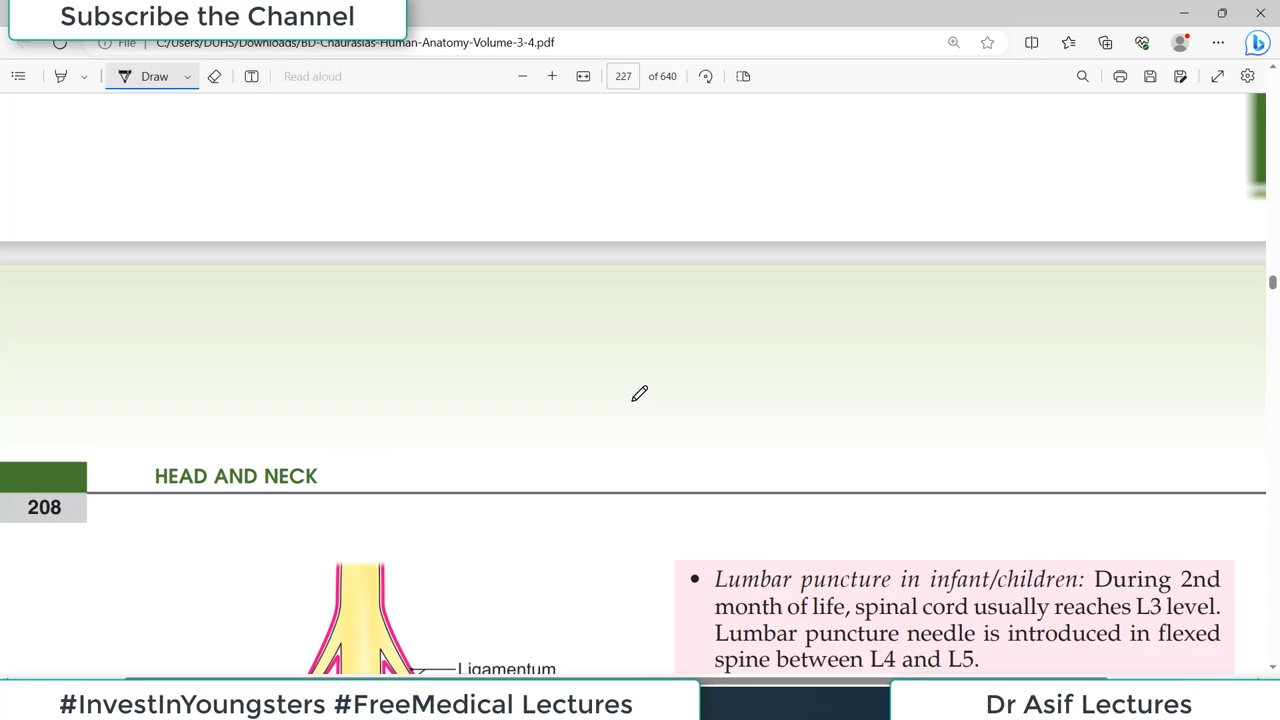 Subscribe the Channel
File
C:/Users/DUHS/Downloads/BD-Chaurasias-Human-Anatomy-Volume-3-4.pdf
Draw
Read aloud
227
of 640
HEAD AND NECK
208
• Lumbar puncture in infant/children: During 2nd
month of life, spinal cord usually reaches L3 level.
Lumbar puncture needle is introduced in flexed
spine between L4 and L5.
Ligamentum
#InvestInYoungsters #FreeMedical Lectures
Dr Asif Lectures